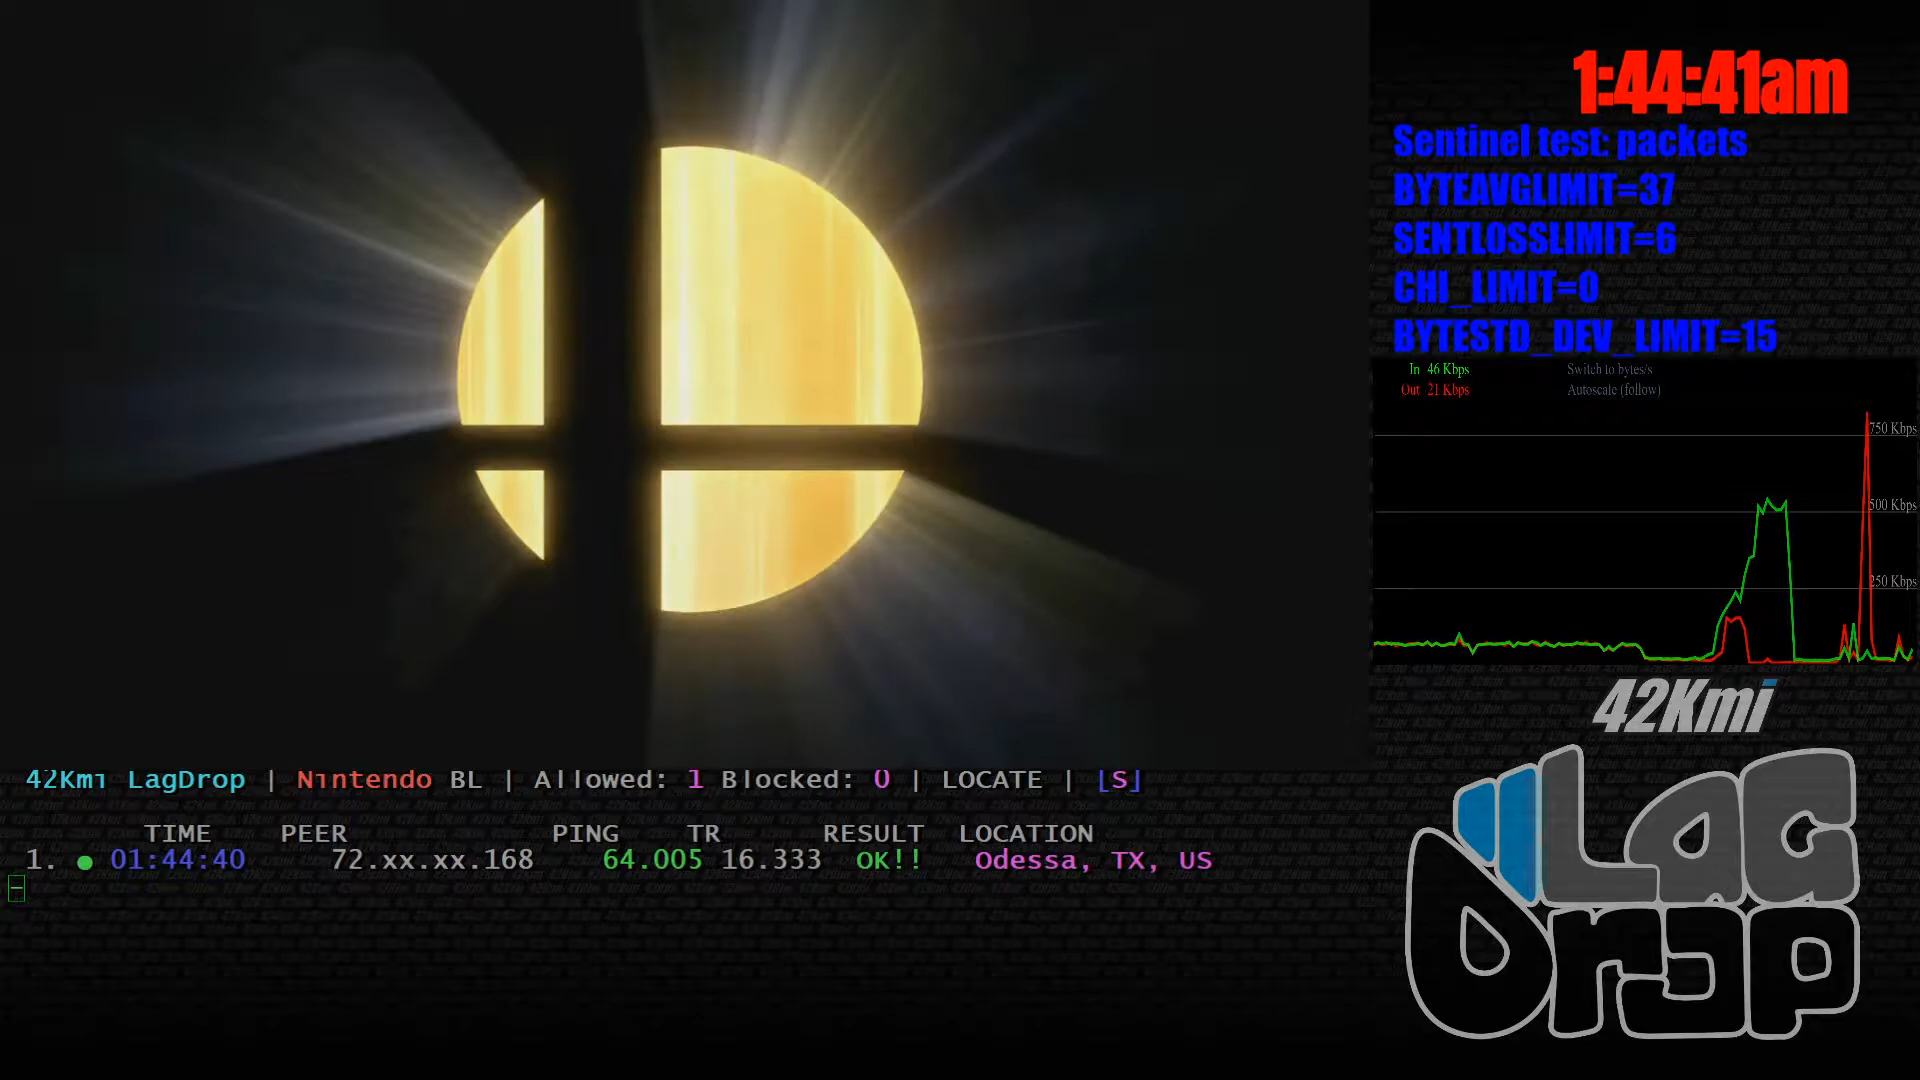 1:44:41am
Sentinel test: packets
BYTEAVGLIMIT=37
SENTLOSSLIMIT=6
CHI_LIMIT=0
BYTESTD_DEV_LIMIT=15
In 46 Kbps Switch to bytes/s
Out 21 Kbps Autoscale (follow)
750 Kbps
500 Kbps
250 Kbps
42Kmi
LAG
Drop
42Kmi LagDrop | Nintendo BL | Allowed: 1 Blocked: 0 | LOCATE | [S]
TIME PEER PING TR RESULT LOCATION
1. 01:44:40 72.xx.xx.168 64.005 16.333 OK!! Odessa, TX, US